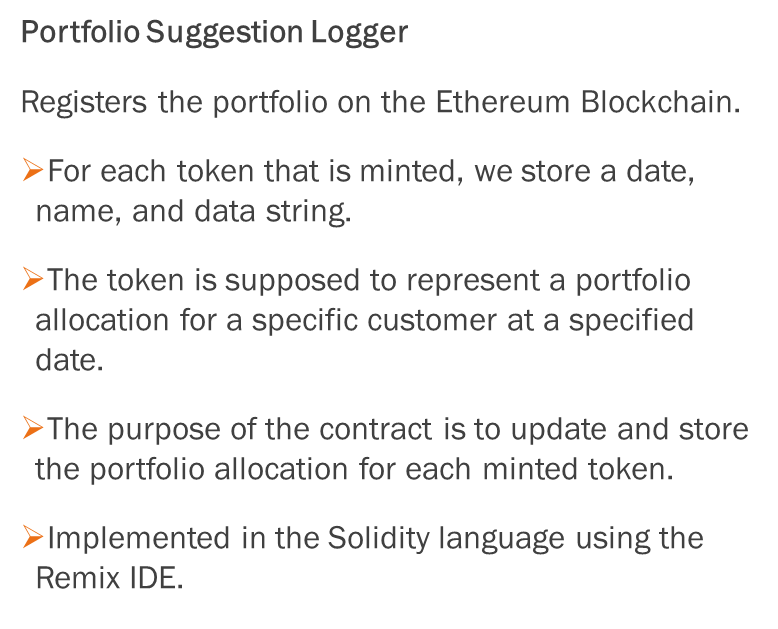 Portfolio Suggestion Logger
Registers the portfolio on the Ethereum Blockchain.
➢For each token that is minted, we store a date,
name, and data string.
➢The token is supposed to represent a portfolio
allocation for a specific customer at a specified
date.
➢The purpose of the contract is to update and store
the portfolio allocation for each minted token.
➢Implemented in the Solidity language using the
Remix IDE.